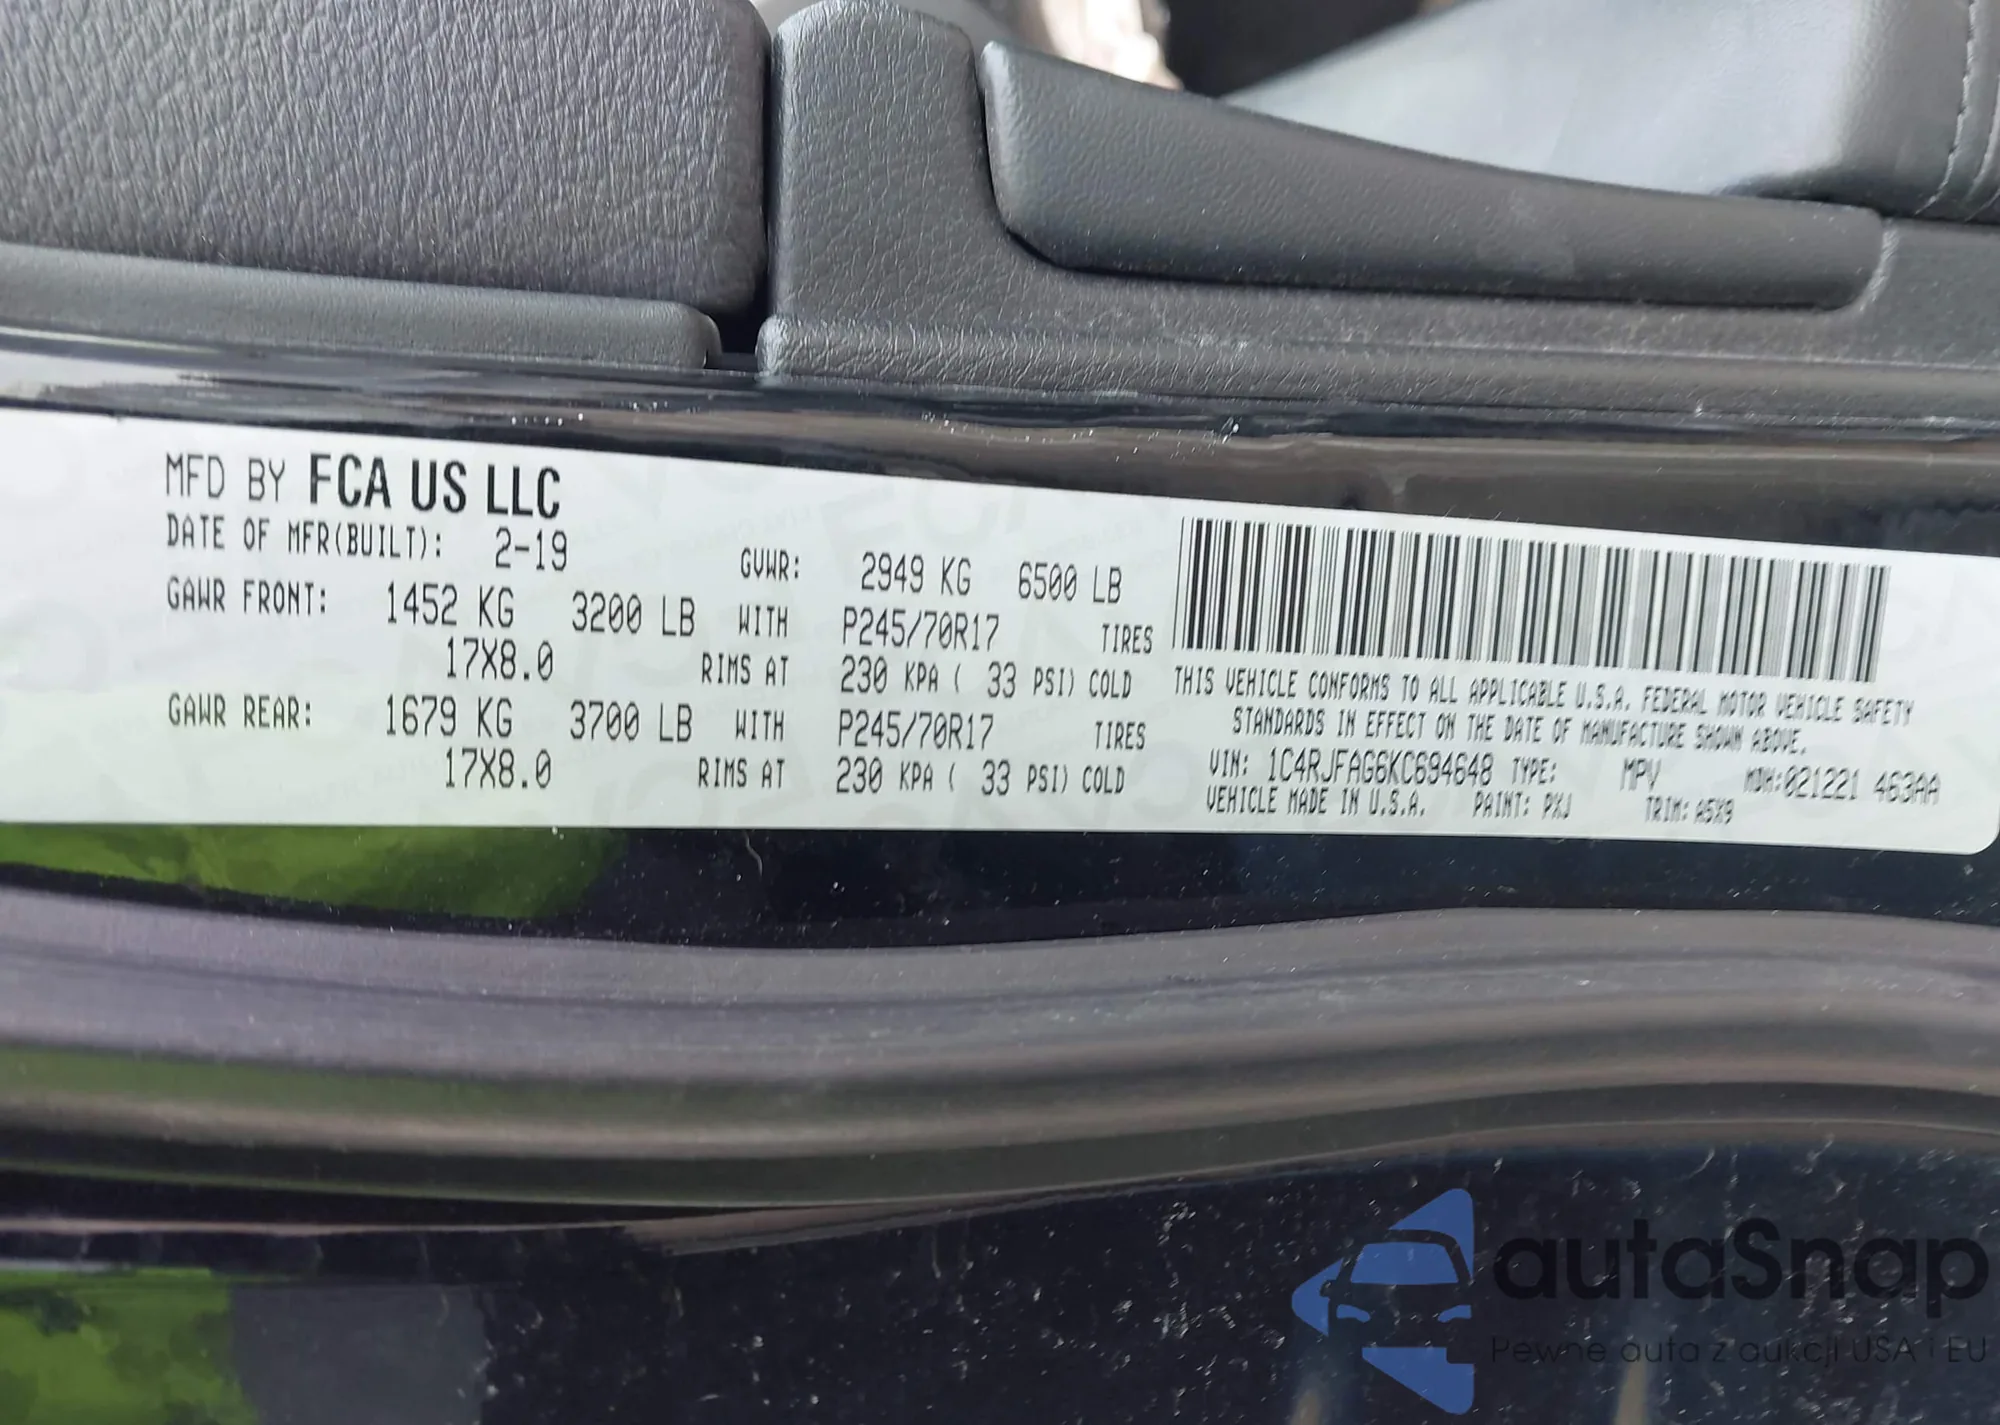 MFD BY FCA US LLC
DATE OF MFR(BUILT): 2-19 GVWR: 2949 KG 6500 LB
GAWR FRONT: 1452 KG 3200 LB WITH P245/70R17 TIRES
17X8.0 RIMS AT 230 KPA ( 33 PSI) COLD
GAWR REAR: 1679 KG 3700 LB WITH P245/70R17 TIRES
17X8.0 RIMS AT 230 KPA ( 33 PSI) COLD
THIS VEHICLE CONFORMS TO ALL APPLICABLE U.S.A. FEDERAL MOTOR VEHICLE SAFETY
STANDARDS IN EFFECT ON THE DATE OF MANUFACTURE SHOWN ABOVE.
VIN: 1C4RJFAG6KC694648 TYPE: MPV MDH:021221 463AA
VEHICLE MADE IN U.S.A. PAINT: PXJ TRIM: A5X9
autaSnap
Pewne auta z aukcji USA i EU